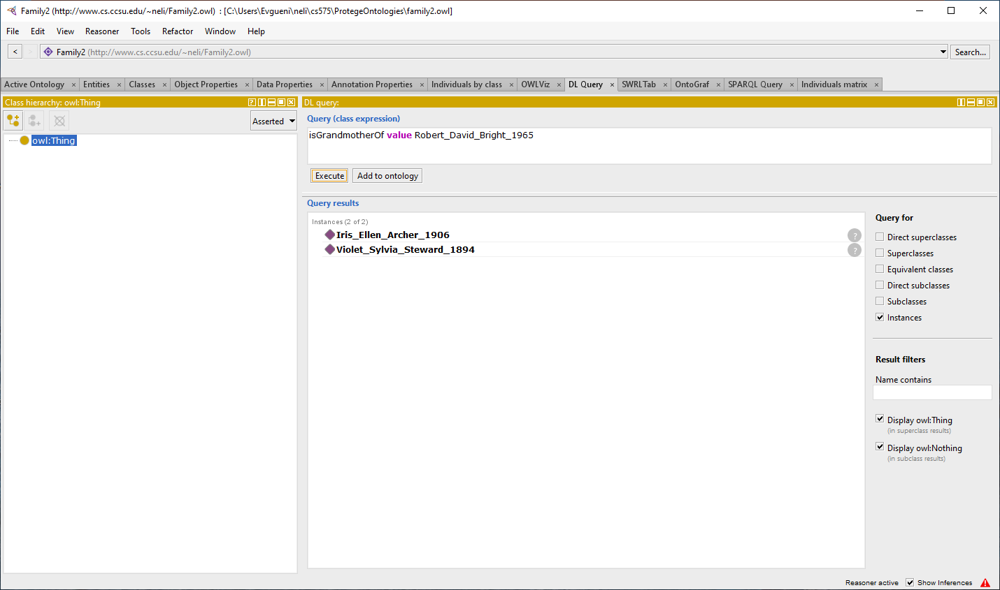 Family2 (http://www.cs.ccsu.edu/~neli/Family2.owl)  : [C:\Users\Evgueni\neli\cs575\ProtegeOntologies\family2.owl]
File Edit View Reasoner Tools Refactor Window Help
< > Family2 (http://www.cs.ccsu.edu/~neli/Family2.owl) Search...
Active Ontology × Entities × Classes × Object Properties × Data Properties × Annotation Properties × Individuals by class × OWLViz × DL Query × SWRLTab × OntoGraf × SPARQL Query × Individuals matrix ×
Class hierarchy: owl:Thing
Asserted
owl:Thing
DL query:
Query (class expression)
isGrandmotherOf value Robert_David_Bright_1965
Execute Add to ontology
Query results
Instances (2 of 2)
Iris_Ellen_Archer_1906 ?
Violet_Sylvia_Steward_1894 ?
Query for
Direct superclasses
Superclasses
Equivalent classes
Direct subclasses
Subclasses
Instances
Result filters
Name contains
Display owl:Thing
(in superclass results)
Display owl:Nothing
(in subclass results)
Reasoner active Show Inferences